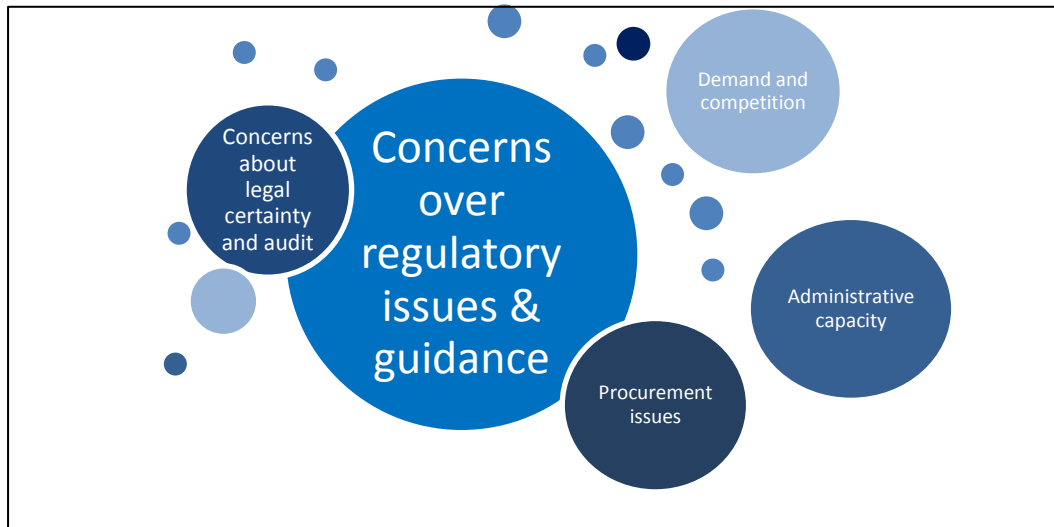 Concerns
about
legal
certainty
and audit
Concerns
over
regulatory
issues &
guidance
Demand and
competition
Administrative
capacity
Procurement
issues